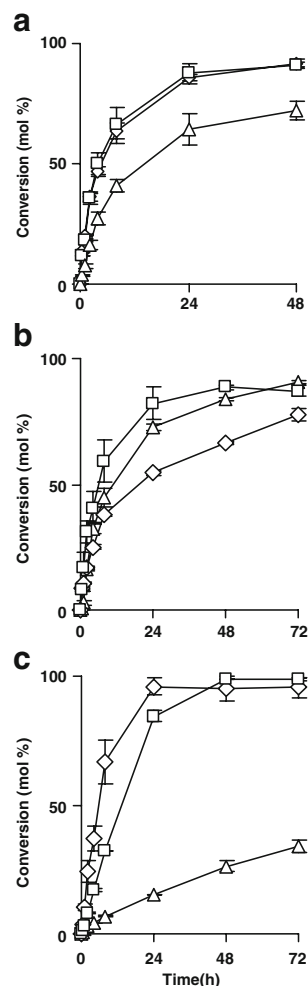 a
100
50
0
0 24 48
Conversion (mol %)
b
100
50
0
0 24 48 72
Conversion (mol %)
c
100
50
0
0 24 48 72
Conversion (mol %)
Time(h)